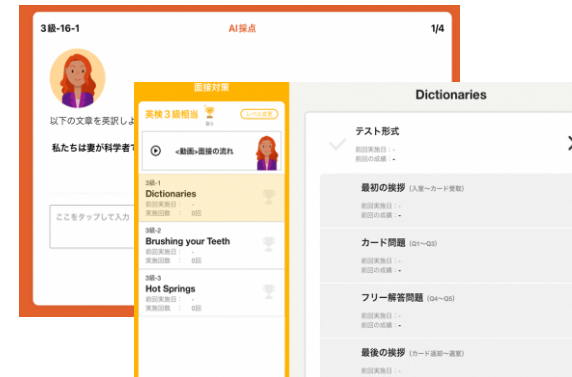 3級-16-1
AI採点
1/4
以下の文章を英訳しよ
私たちは妻が科学者で
ここをタップして入力
面接対策
英検3級相当
レベル変更
<動画>面接の流れ
3級-1
Dictionaries
前回実施日：-
実施回数：0回
3級-2
Brushing your Teeth
前回実施日：-
実施回数：0回
3級-3
Hot Springs
前回実施日：-
実施回数：0回
Dictionaries
テスト形式
前回実施日：-
前回の成績：-
最初の挨拶 (入室〜カード受取)
前回実施日：-
前回の成績：-
カード問題 (Q1〜Q3)
前回実施日：-
前回の成績：-
フリー解答問題 (Q4〜Q5)
前回実施日：-
前回の成績：-
最後の挨拶 (カード返却〜退室)
前回実施日：-